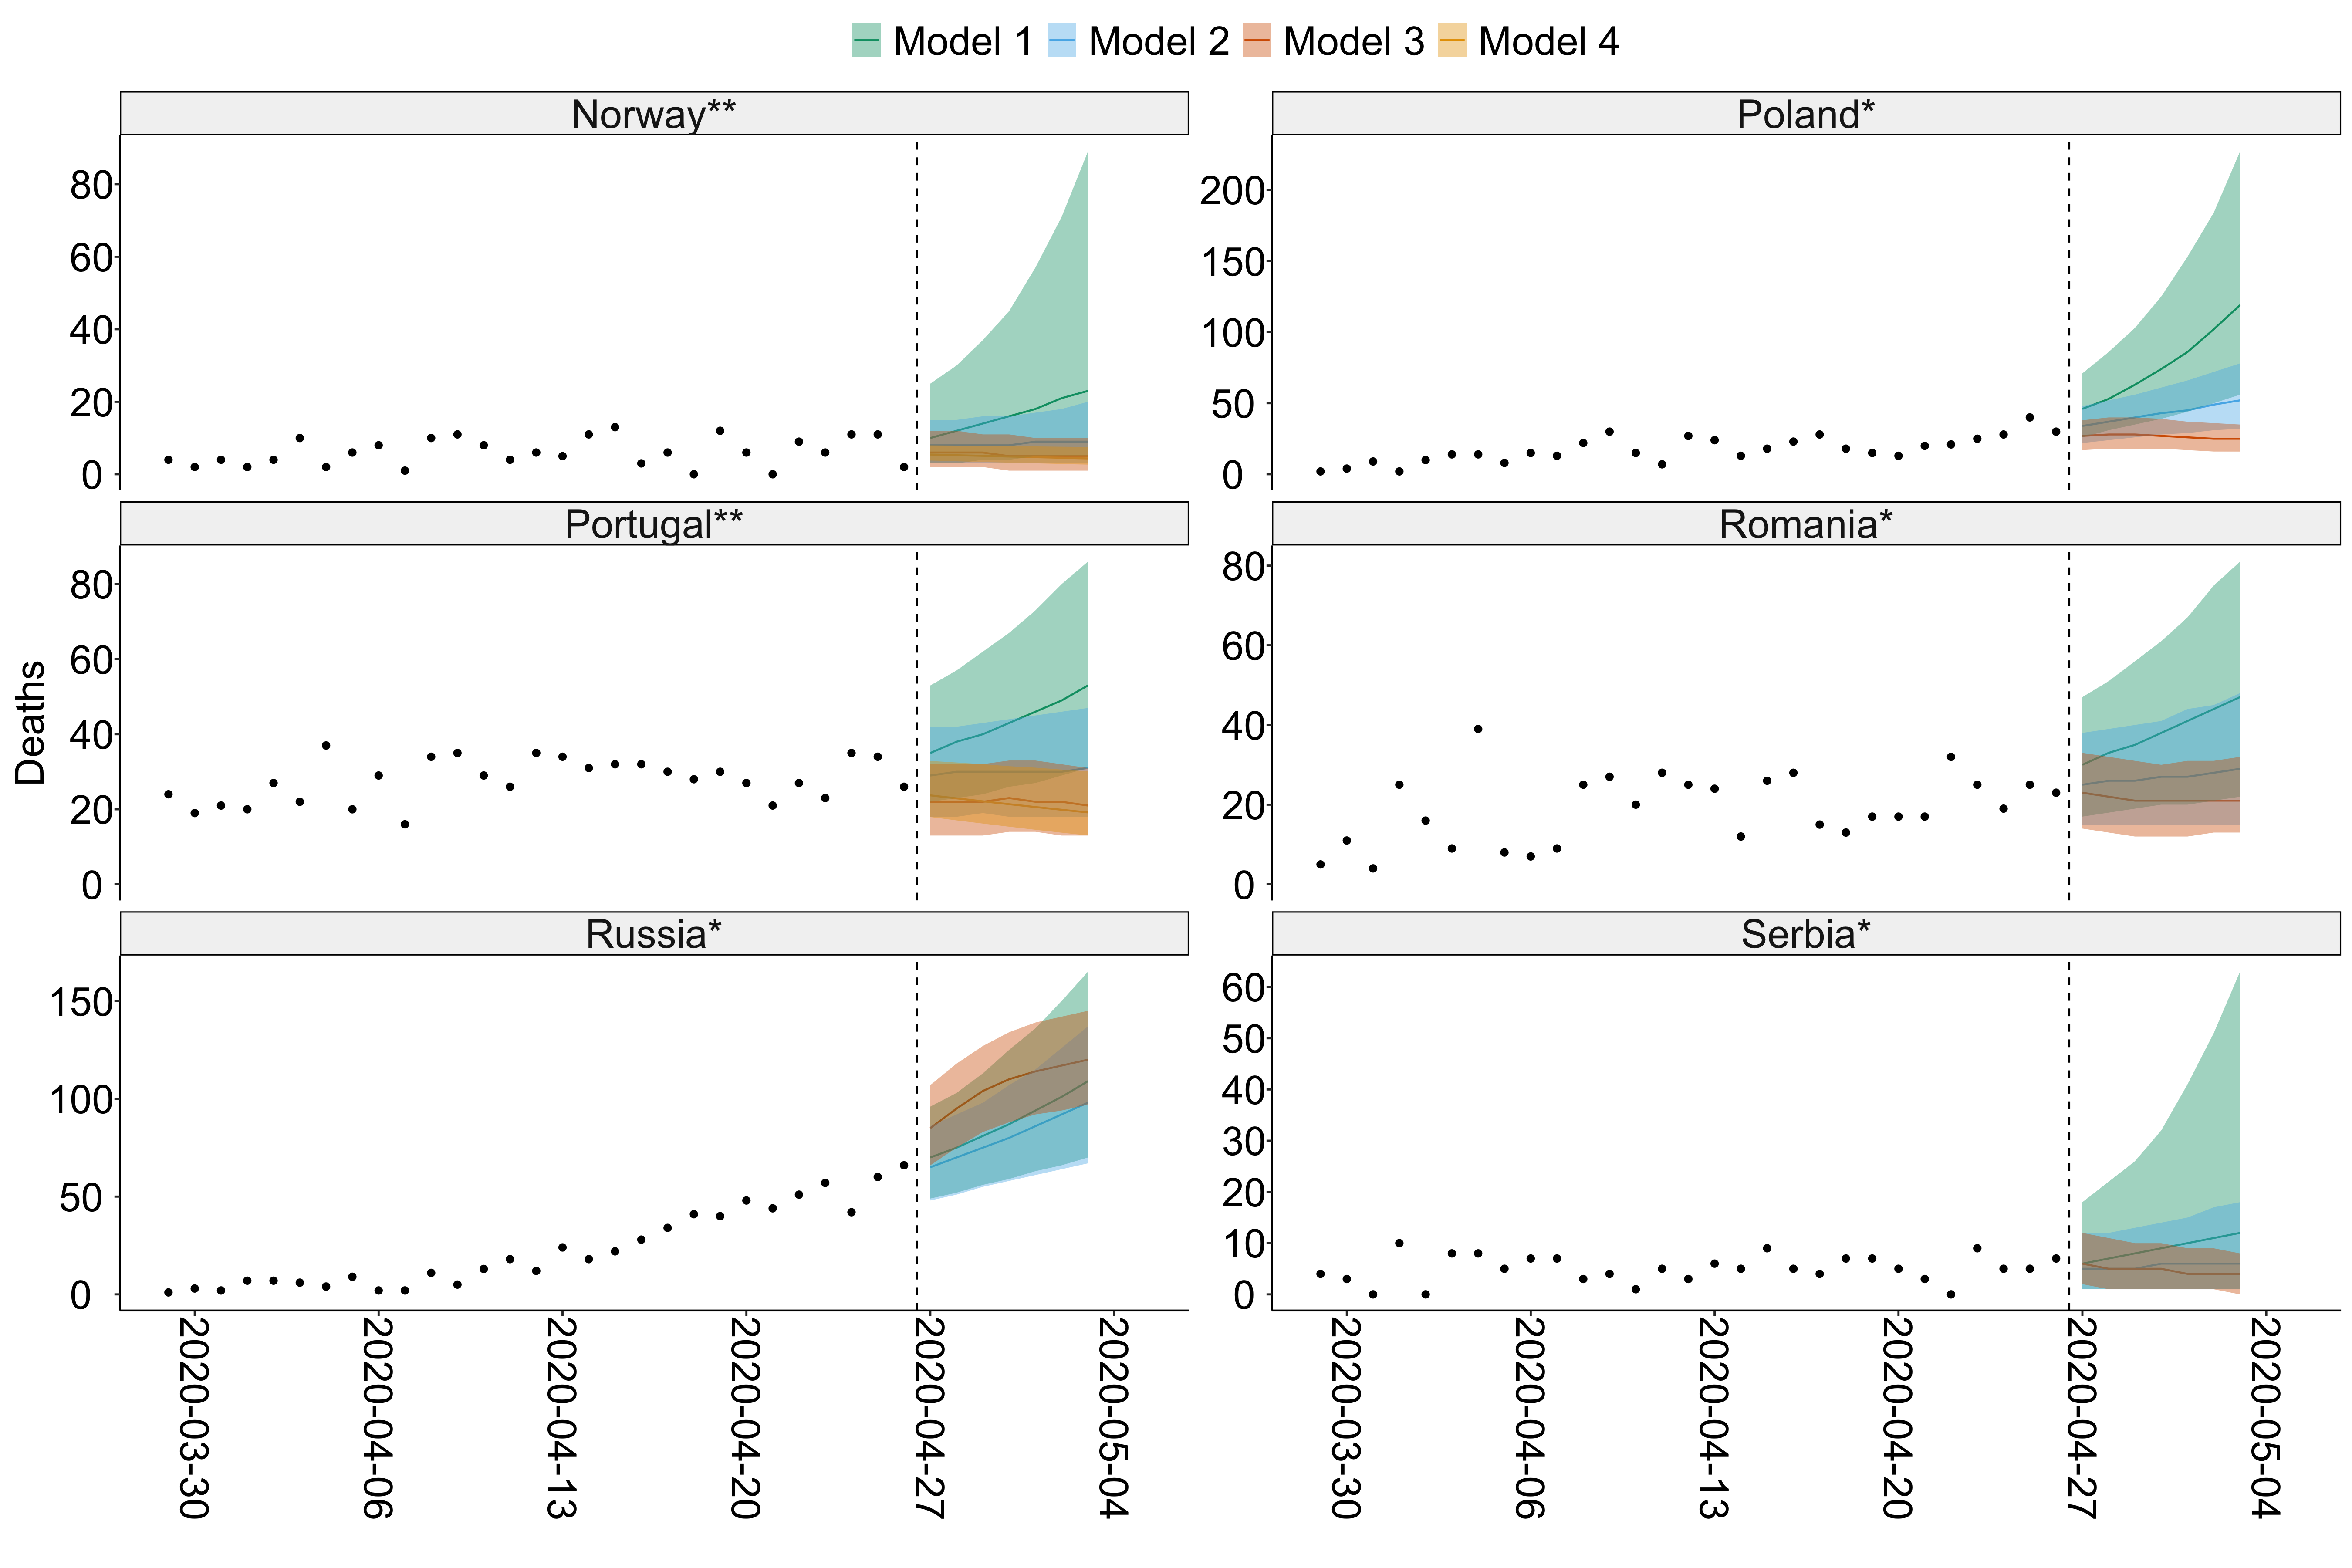 Model 1 Model 2 Model 3 Model 4
Norway** Poland*
80 60 40 20 0
200 150 100 50 0
Portugal** Romania*
Deaths
80 60 40 20 0
80 60 40 20 0
Russia* Serbia*
150 100 50 0
60 50 40 30 20 10 0
2020-03-30 2020-04-06 2020-04-13 2020-04-20 2020-04-27 2020-05-04
2020-03-30 2020-04-06 2020-04-13 2020-04-20 2020-04-27 2020-05-04